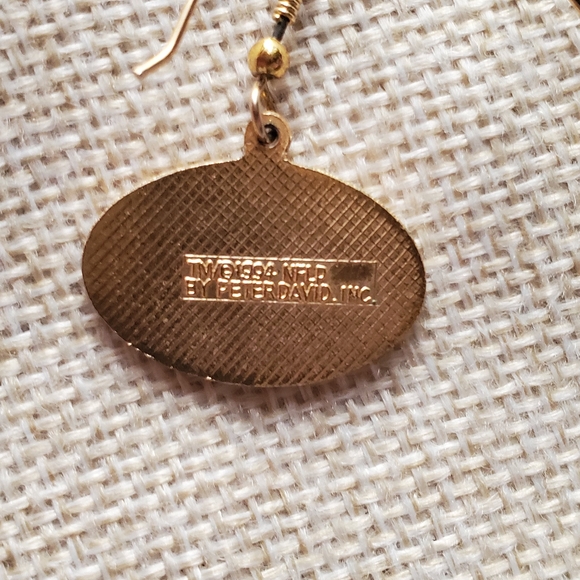 TM/©1994 NFLP
BY PETERDAVID, INC.